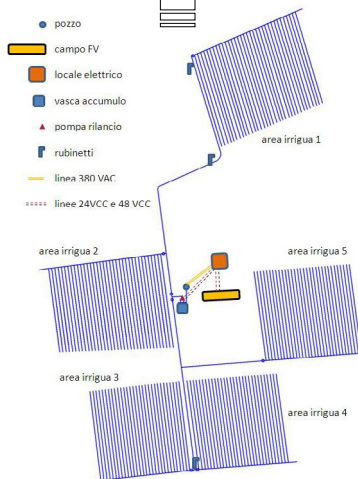 pozzo
campo FV
locale elettrico
vasca accumulo
pompa rilancio
rubinetti
linea 380 VAC
linee 24VCC e 48 VCC
area irrigua 1
area irrigua 2
area irrigua 5
area irrigua 3
area irrigua 4